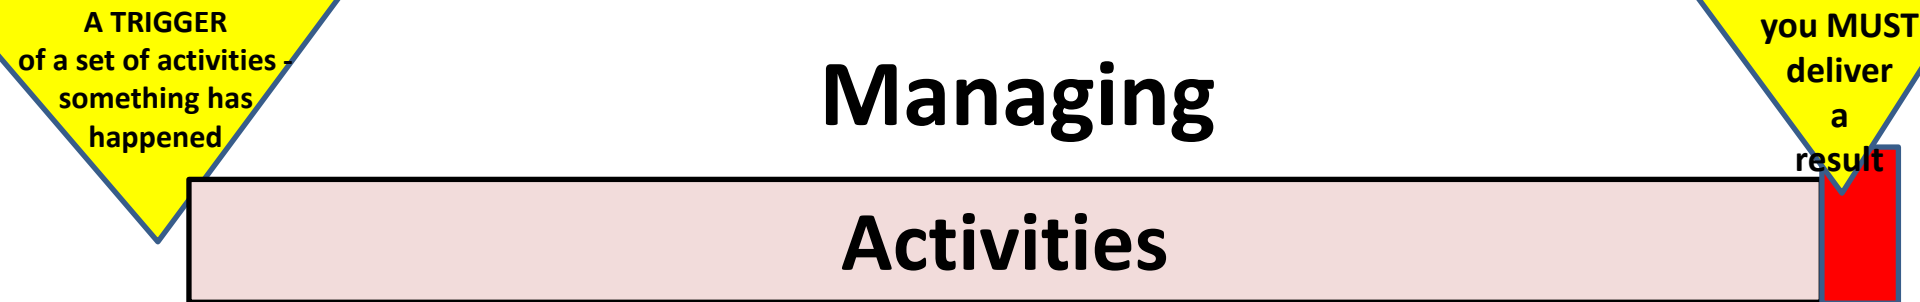 A TRIGGER
of a set of activities -
something has
happened
Managing
Activities
you MUST
deliver
a
result